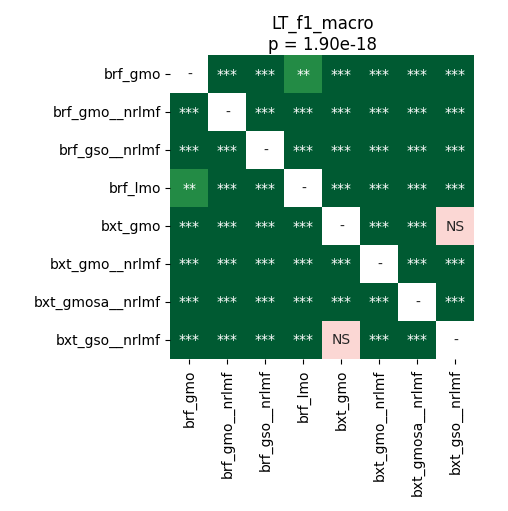 LT_f1_macro
p = 1.90e-18
brf_gmo - *** *** ** *** *** *** ***
brf_gmo__nrlmf *** - *** *** *** *** *** ***
brf_gso__nrlmf *** *** - *** *** *** *** ***
brf_lmo ** *** *** - *** *** *** ***
bxt_gmo *** *** *** *** - *** *** NS
bxt_gmo__nrlmf *** *** *** *** *** - *** ***
bxt_gmosa__nrlmf *** *** *** *** *** *** - ***
bxt_gso__nrlmf *** *** *** *** NS *** *** -
brf_gmo
brf_gmo__nrlmf
brf_gso__nrlmf
brf_lmo
bxt_gmo
bxt_gmo__nrlmf
bxt_gmosa__nrlmf
bxt_gso__nrlmf